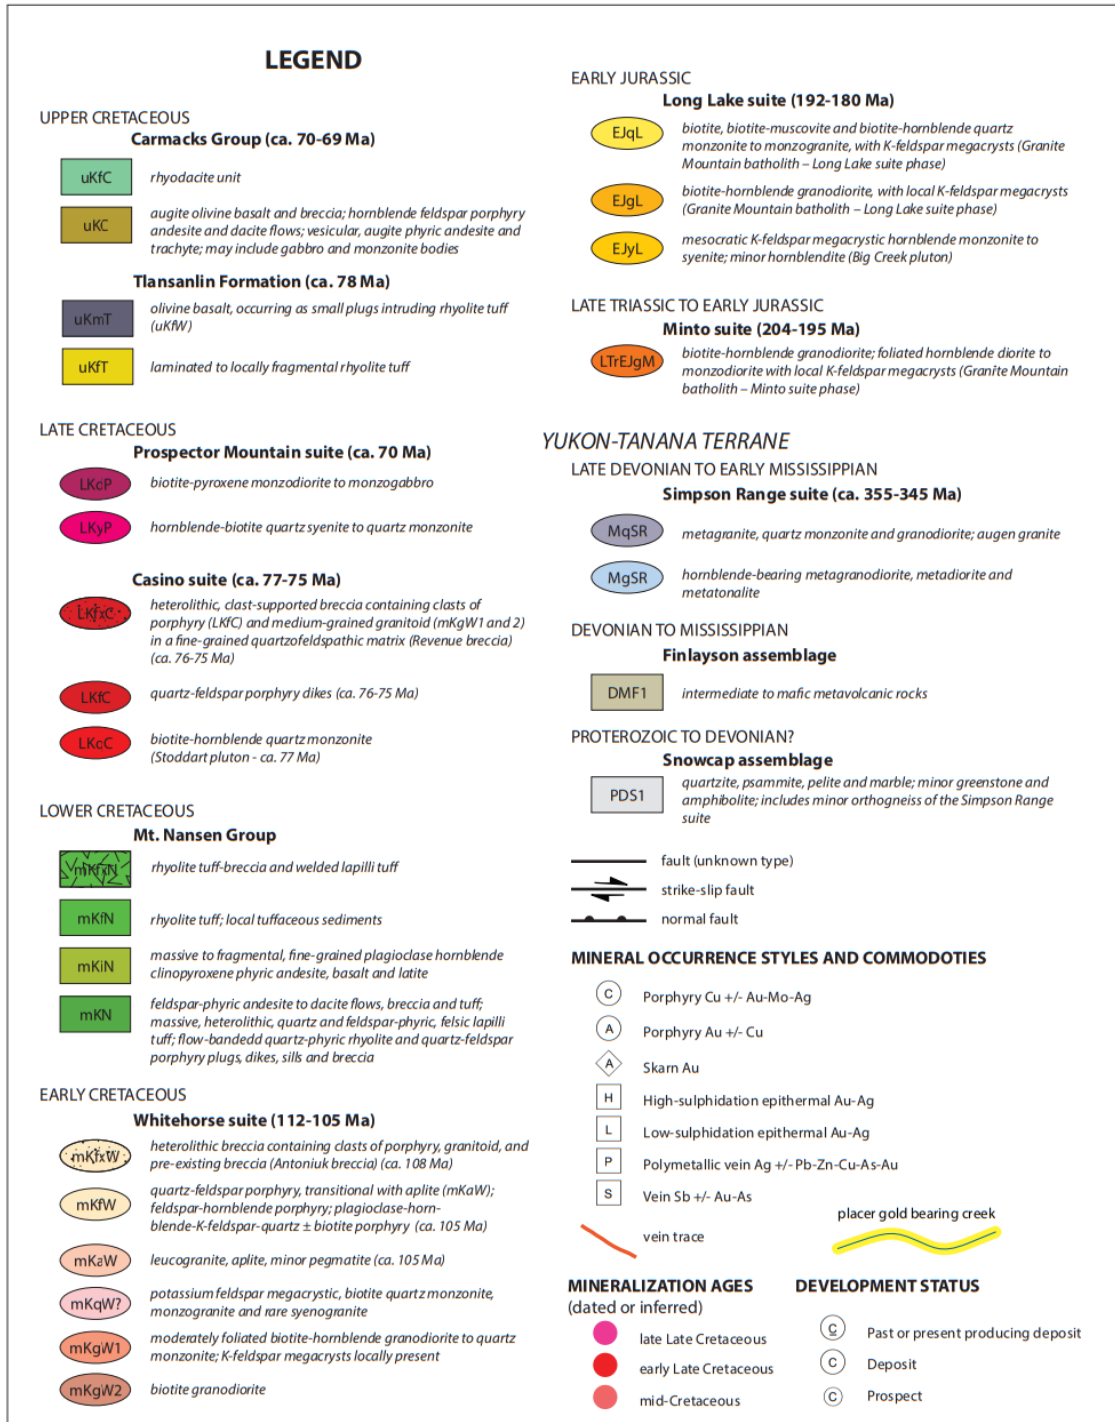 LEGEND
UPPER CRETACEOUS
Carmacks Group (ca. 70-69 Ma)
uKfC
rhyodacite unit
uKC
augite olivine basalt and breccia; hornblende feldspar porphyry
andesite and dacite flows; vesicular, augite phyric andesite and
trachyte; may include gabbro and monzonite bodies
Tlansanlin Formation (ca. 78 Ma)
uKmT
olivine basalt, occurring as small plugs intruding rhyolite tuff
(uKfW)
uKfT
laminated to locally fragmental rhyolite tuff
LATE CRETACEOUS
Prospector Mountain suite (ca. 70 Ma)
LKdP
biotite-pyroxene monzodiorite to monzogabbro
LKyP
hornblende-biotite quartz syenite to quartz monzonite
Casino suite (ca. 77-75 Ma)
LKfxC
heterolithic, clast-supported breccia containing clasts of
porphyry (LKfC) and medium-grained granitoid (mKgW1 and 2)
in a fine-grained quartzofeldspathic matrix (Revenue breccia)
(ca. 76-75 Ma)
LKfC
quartz-feldspar porphyry dikes (ca. 76-75 Ma)
LKqC
biotite-hornblende quartz monzonite
(Stoddart pluton - ca. 77 Ma)
LOWER CRETACEOUS
Mt. Nansen Group
mKfxN
rhyolite tuff-breccia and welded lapilli tuff
mKfN
rhyolite tuff; local tuffaceous sediments
mKiN
massive to fragmental, fine-grained plagioclase hornblende
clinopyroxene phyric andesite, basalt and latite
mKN
feldspar-phyric andesite to dacite flows, breccia and tuff;
massive, heterolithic, quartz and feldspar-phyric, felsic lapilli
tuff; flow-bandedd quartz-phyric rhyolite and quartz-feldspar
porphyry plugs, dikes, sills and breccia
EARLY CRETACEOUS
Whitehorse suite (112-105 Ma)
mKfxW
heterolithic breccia containing clasts of porphyry, granitoid, and
pre-existing breccia (Antoniuk breccia) (ca. 108 Ma)
mKfW
quartz-feldspar porphyry, transitional with aplite (mKaW);
feldspar-hornblende porphyry; plagioclase-horn-
blende-K-feldspar-quartz ± biotite porphyry (ca. 105 Ma)
mKaW
leucogranite, aplite, minor pegmatite (ca. 105 Ma)
mKqW?
potassium feldspar megacrystic, biotite quartz monzonite,
monzogranite and rare syenogranite
mKgW1
moderately foliated biotite-hornblende granodiorite to quartz
monzonite; K-feldspar megacrysts locally present
mKgW2
biotite granodiorite
EARLY JURASSIC
Long Lake suite (192-180 Ma)
EJqL
biotite, biotite-muscovite and biotite-hornblende quartz
monzonite to monzogranite, with K-feldspar megacrysts (Granite
Mountain batholith – Long Lake suite phase)
EJgL
biotite-hornblende granodiorite, with local K-feldspar megacrysts
(Granite Mountain batholith – Long Lake suite phase)
EJyL
mesocratic K-feldspar megacrystic hornblende monzonite to
syenite; minor hornblendite (Big Creek pluton)
LATE TRIASSIC TO EARLY JURASSIC
Minto suite (204-195 Ma)
LTrEJgM
biotite-hornblende granodiorite; foliated hornblende diorite to
monzodiorite with local K-feldspar megacrysts (Granite Mountain
batholith – Minto suite phase)
YUKON-TANANA TERRANE
LATE DEVONIAN TO EARLY MISSISSIPPIAN
Simpson Range suite (ca. 355-345 Ma)
MqSR
metagranite, quartz monzonite and granodiorite; augen granite
MgSR
hornblende-bearing metagranodiorite, metadiorite and
metatonalite
DEVONIAN TO MISSISSIPPIAN
Finlayson assemblage
DMF1
intermediate to mafic metavolcanic rocks
PROTEROZOIC TO DEVONIAN?
Snowcap assemblage
PDS1
quartzite, psammite, pelite and marble; minor greenstone and
amphibolite; includes minor orthogneiss of the Simpson Range
suite
fault (unknown type)
strike-slip fault
normal fault
MINERAL OCCURRENCE STYLES AND COMMODOTIES
C Porphyry Cu +/- Au-Mo-Ag
A Porphyry Au +/- Cu
A Skarn Au
H High-sulphidation epithermal Au-Ag
L Low-sulphidation epithermal Au-Ag
P Polymetallic vein Ag +/- Pb-Zn-Cu-As-Au
S Vein Sb +/- Au-As
vein trace
placer gold bearing creek
MINERALIZATION AGES
(dated or inferred)
late Late Cretaceous
early Late Cretaceous
mid-Cretaceous
DEVELOPMENT STATUS
C Past or present producing deposit
C Deposit
C Prospect